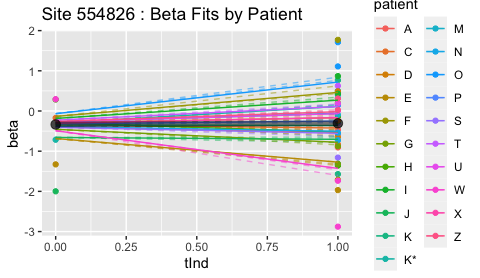 Site 554826 : Beta Fits by Patient
patient
2
1
0
-1
-2
-3
beta
0.00 0.25 0.50 0.75 1.00
tInd
A M
C N
D O
E P
F S
G T
H U
I W
J X
K Z
K*